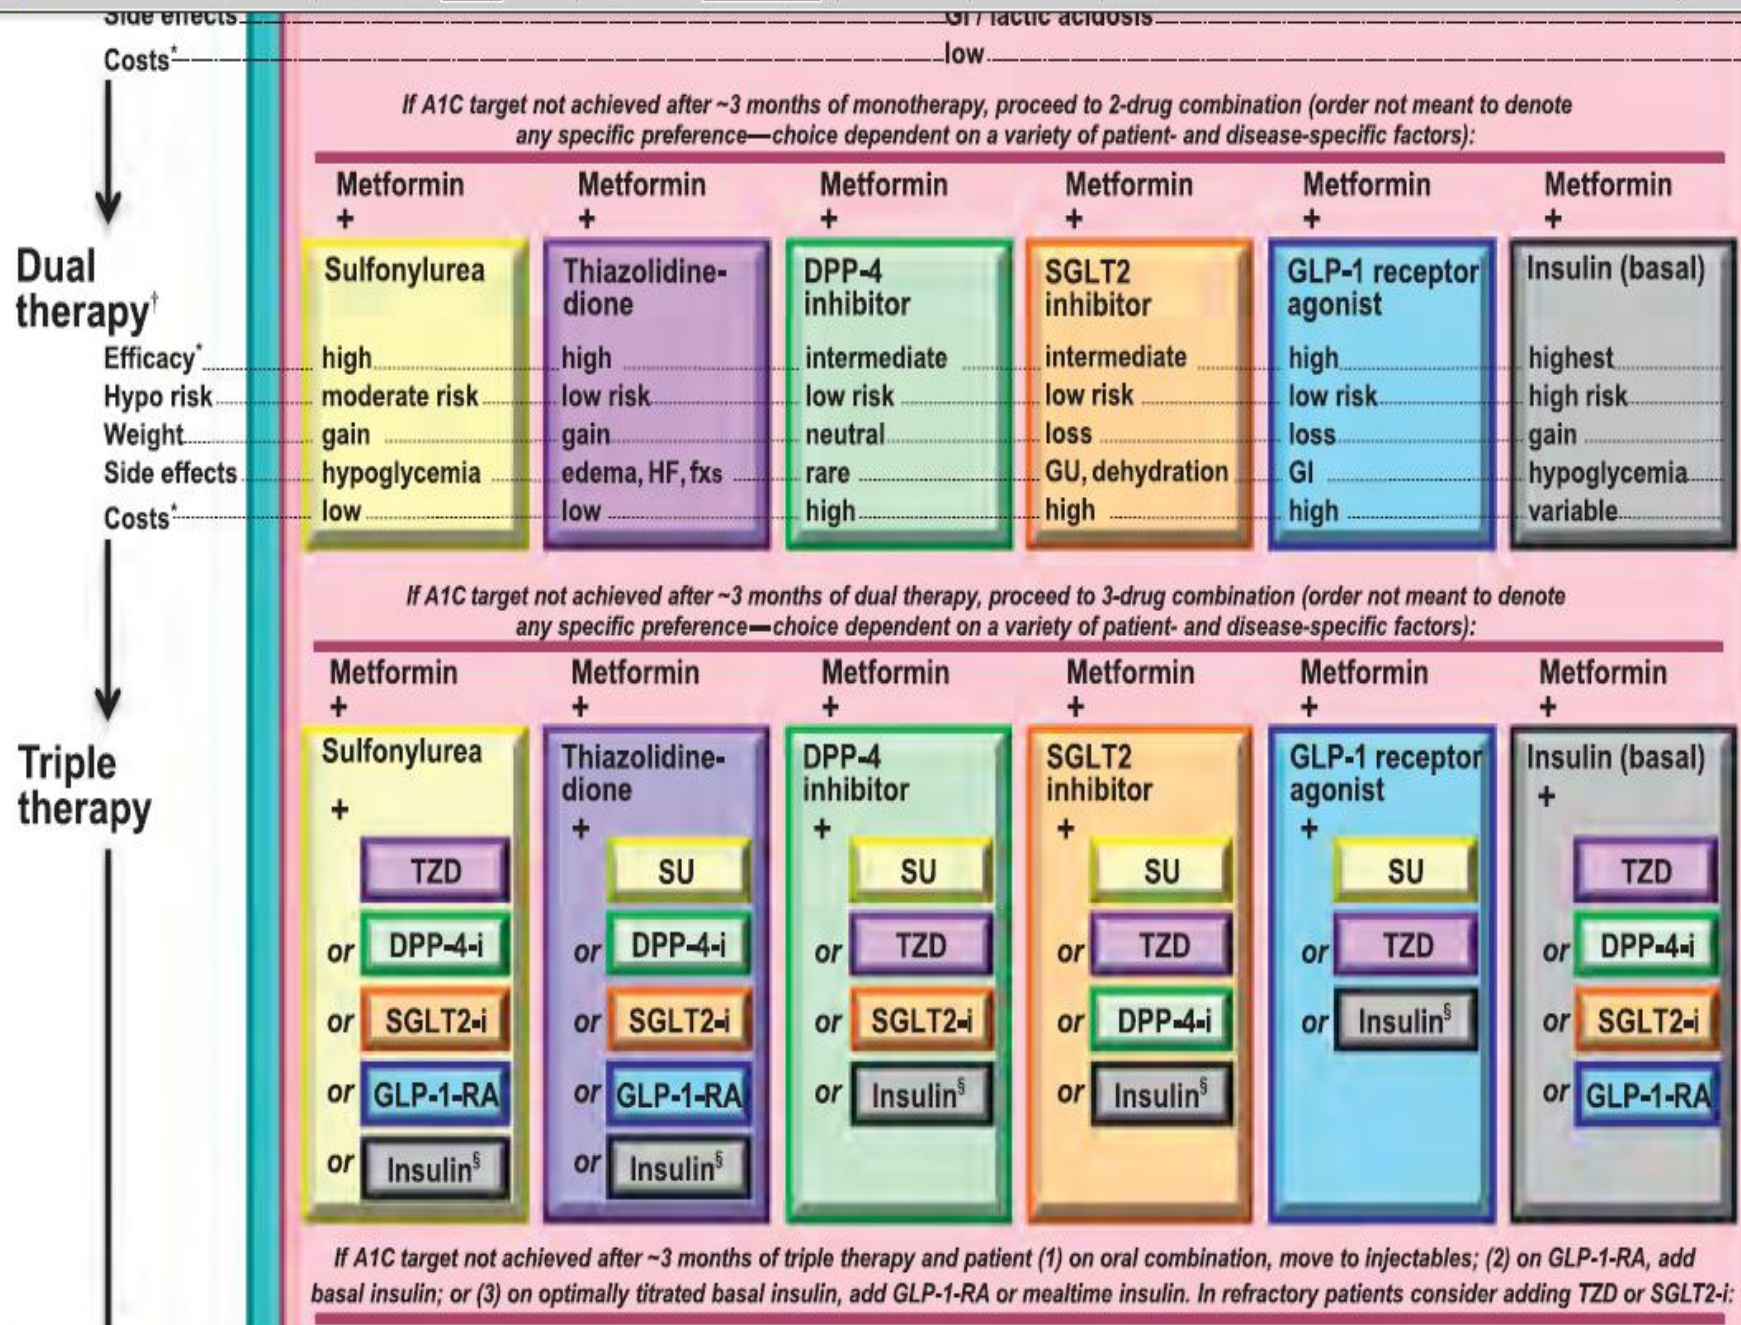 Side effects GI / lactic acidosis
Costs* low
If A1C target not achieved after ~3 months of monotherapy, proceed to 2-drug combination (order not meant to denote
any specific preference—choice dependent on a variety of patient- and disease-specific factors):
Metformin Metformin Metformin Metformin Metformin Metformin
+ + + + + +
Dual
therapy†
Sulfonylurea
Thiazolidine-
dione
DPP-4
inhibitor
SGLT2
inhibitor
GLP-1 receptor
agonist
Insulin (basal)
Efficacy* high high intermediate intermediate high highest
Hypo risk moderate risk low risk low risk low risk low risk high risk
Weight gain gain neutral loss loss gain
Side effects hypoglycemia edema, HF, fxs rare GU, dehydration GI hypoglycemia
Costs* low low high high high variable
If A1C target not achieved after ~3 months of dual therapy, proceed to 3-drug combination (order not meant to denote
any specific preference—choice dependent on a variety of patient- and disease-specific factors):
Metformin Metformin Metformin Metformin Metformin Metformin
+ + + + + +
Triple
therapy
Sulfonylurea
+
TZD
or DPP-4-i
or SGLT2-i
or GLP-1-RA
or Insulin§
Thiazolidine-
dione
+
SU
or DPP-4-i
or SGLT2-i
or GLP-1-RA
or Insulin§
DPP-4
inhibitor
+
SU
or TZD
or SGLT2-i
or Insulin§
SGLT2
inhibitor
+
SU
or TZD
or DPP-4-i
or Insulin§
GLP-1 receptor
agonist
+
SU
or TZD
or Insulin§
Insulin (basal)
+
TZD
or DPP-4-i
or SGLT2-i
or GLP-1-RA
If A1C target not achieved after ~3 months of triple therapy and patient (1) on oral combination, move to injectables; (2) on GLP-1-RA, add
basal insulin; or (3) on optimally titrated basal insulin, add GLP-1-RA or mealtime insulin. In refractory patients consider adding TZD or SGLT2-i: